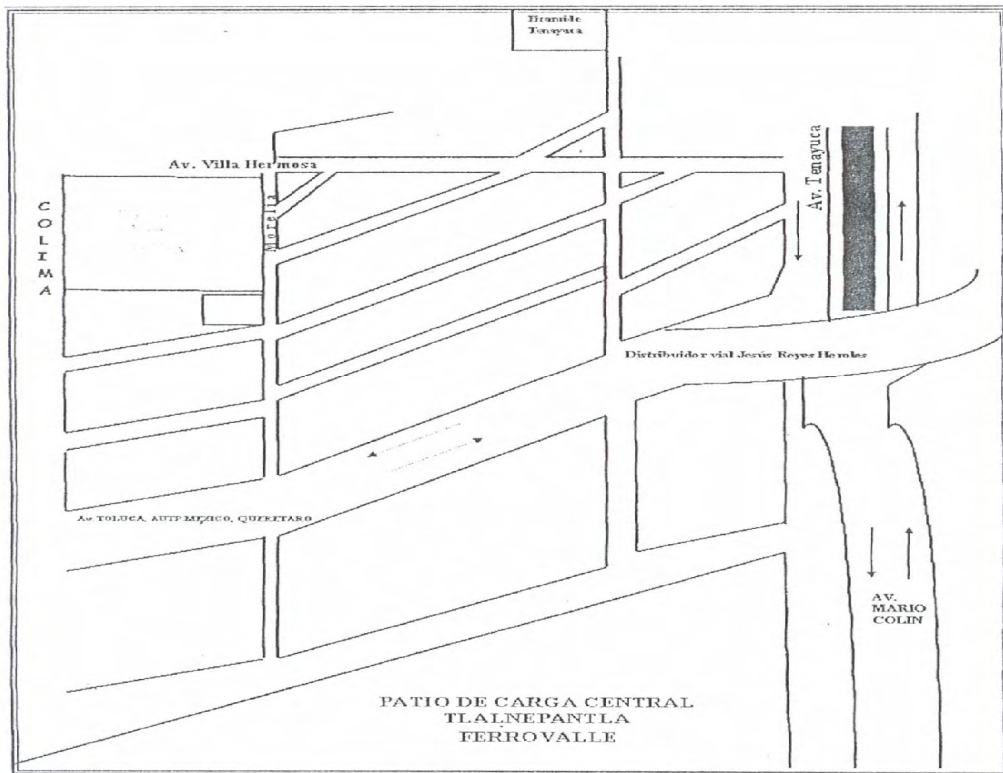 Tenayuca
Av. Villa Hermosa
COLIMA
Morelia
Av. Tenayuca
Distribuidor vial Jesús Reyes Heroles
Av. TOLUCA, AUTP. MEXICO, QUERETARO
AV.
MARIO
COLIN
PATIO DE CARGA CENTRAL
TLALNEPANTLA
FERROVALLE